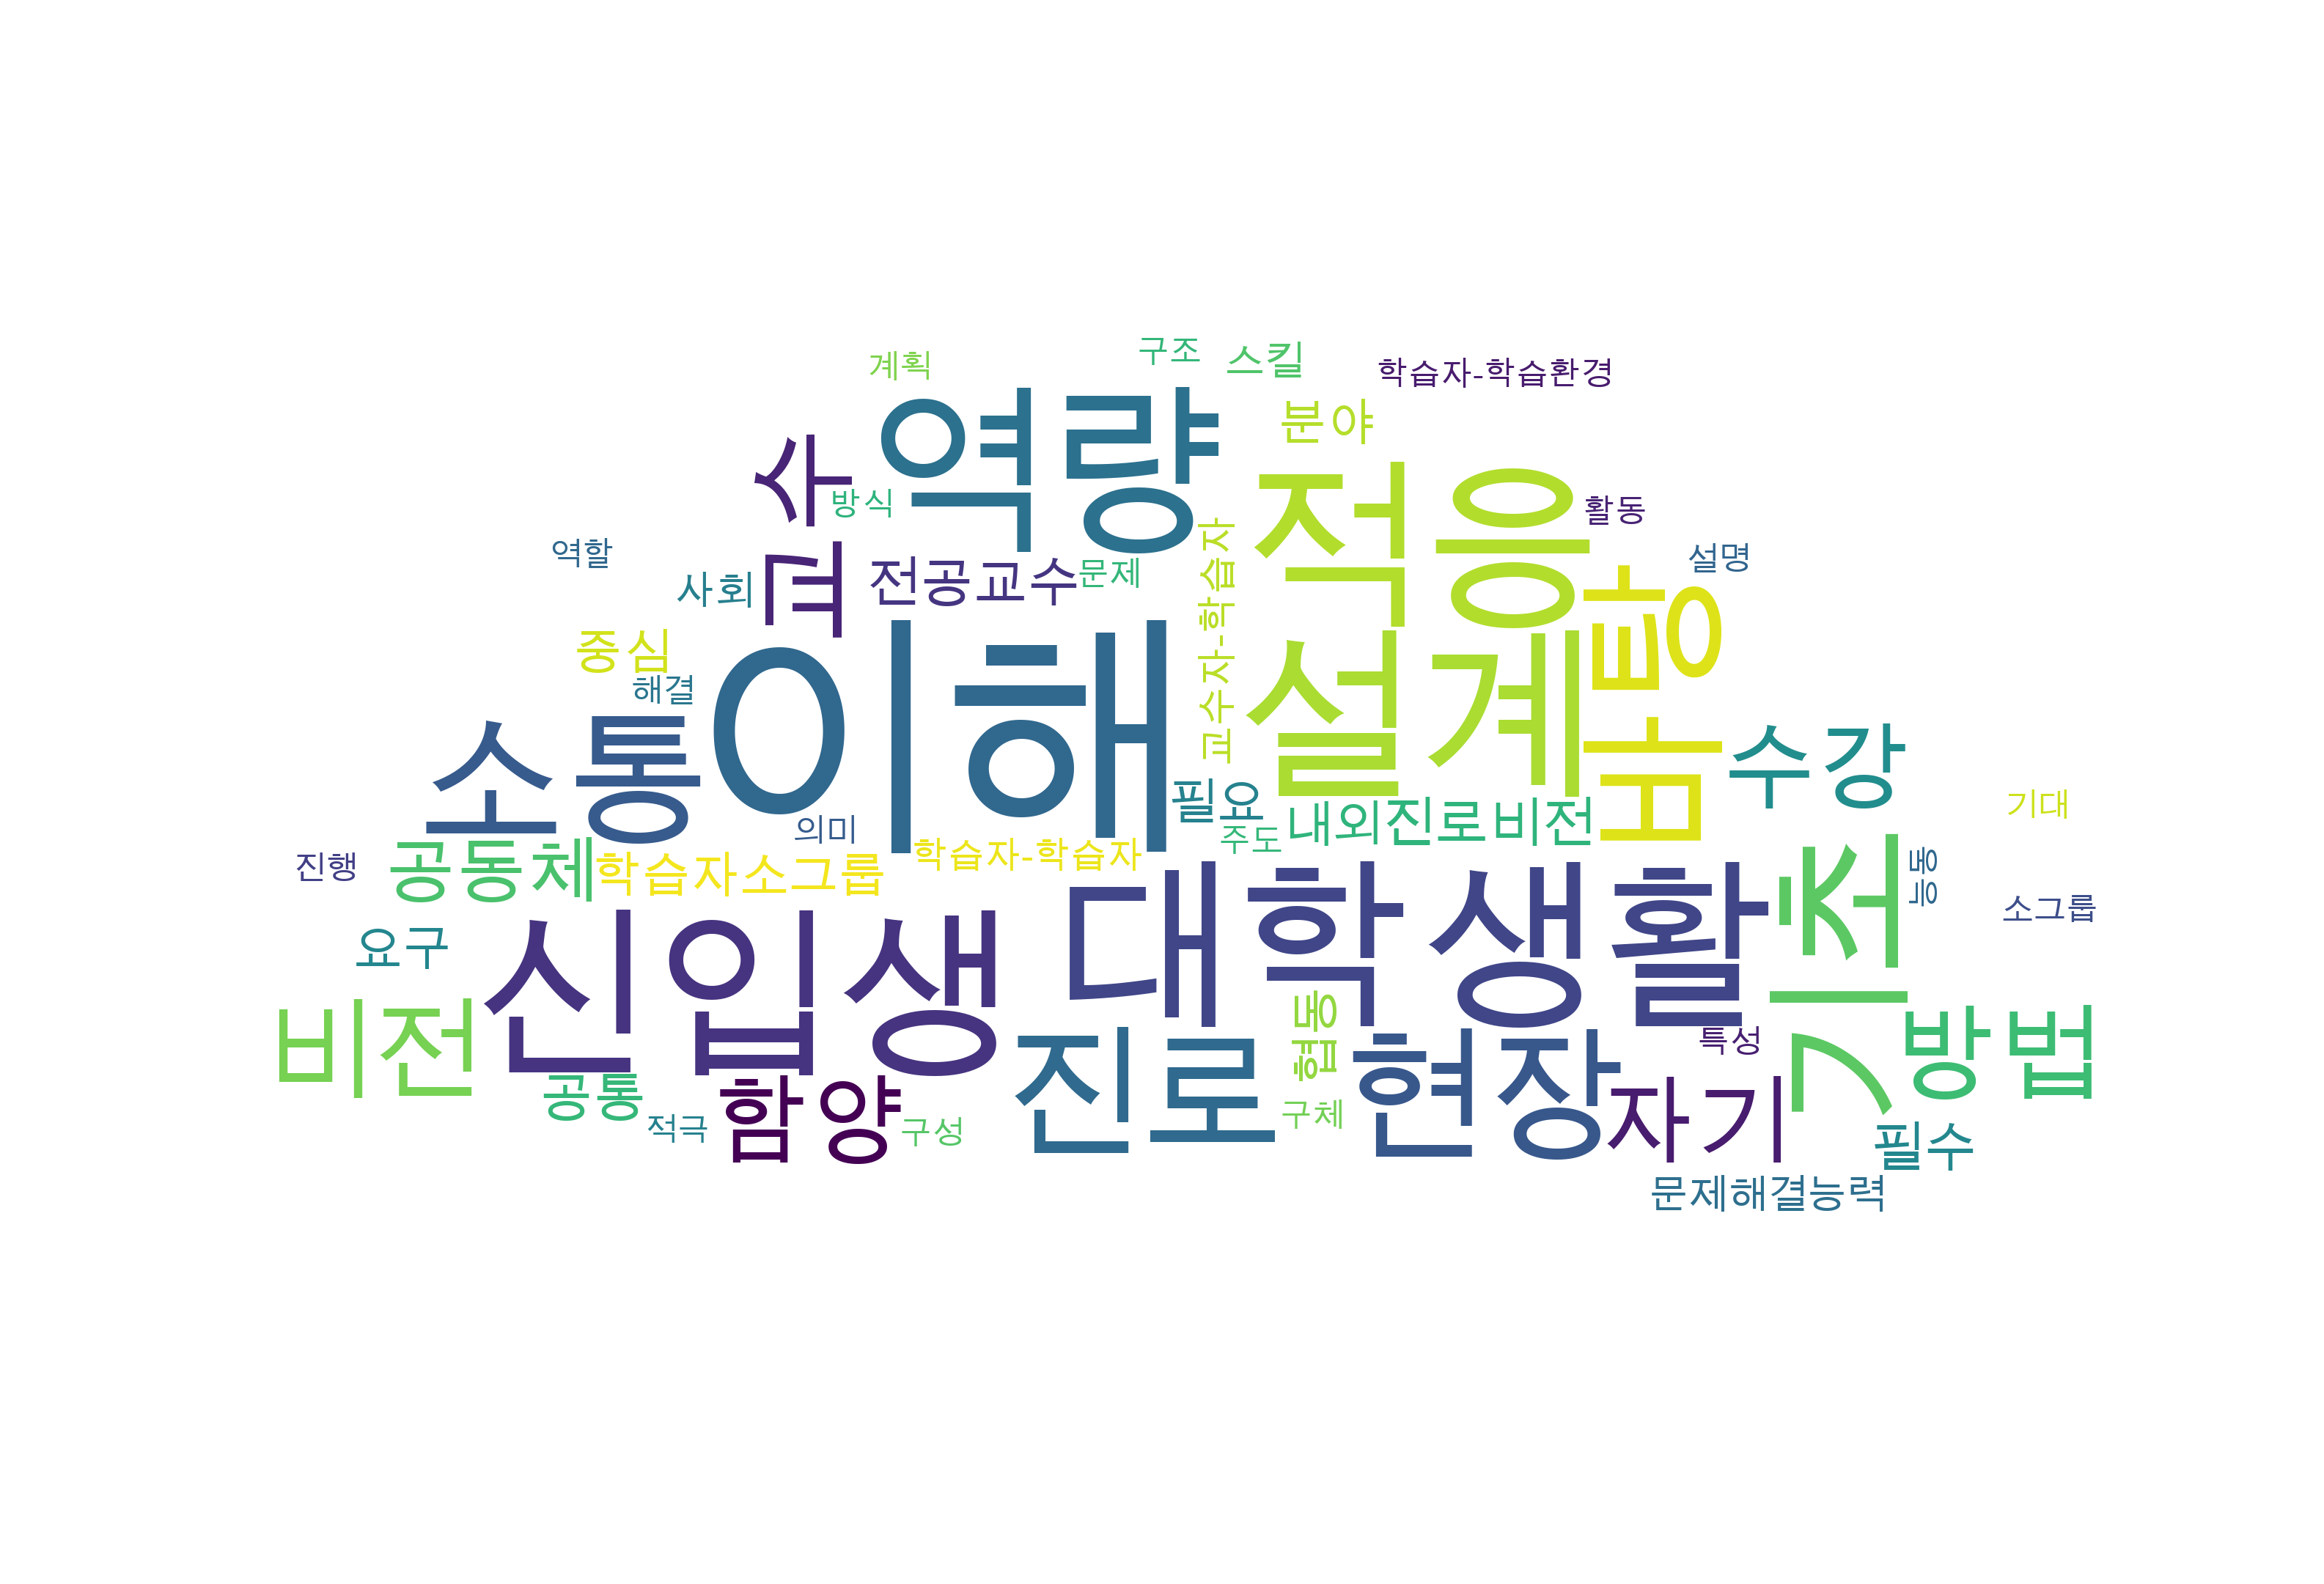 계획
구조
스킬
학습자-학습환경
역량
분야
교수
방식
적응
활동
역할
사회
전공교수
문제
교수자-학습자
설명
중심
해결
이해
설계
바탕
소통
수강
의미
필요
주도
내외진로비전
기대
진행
공동체
학습자소그룹
학습자-학습자
대학생활
기초
능동
소그룹
요구
신입생
비전
공통
적극
함양
구성
진로
협동
구체
현장
특성
자기
방법
필수
문제해결능력